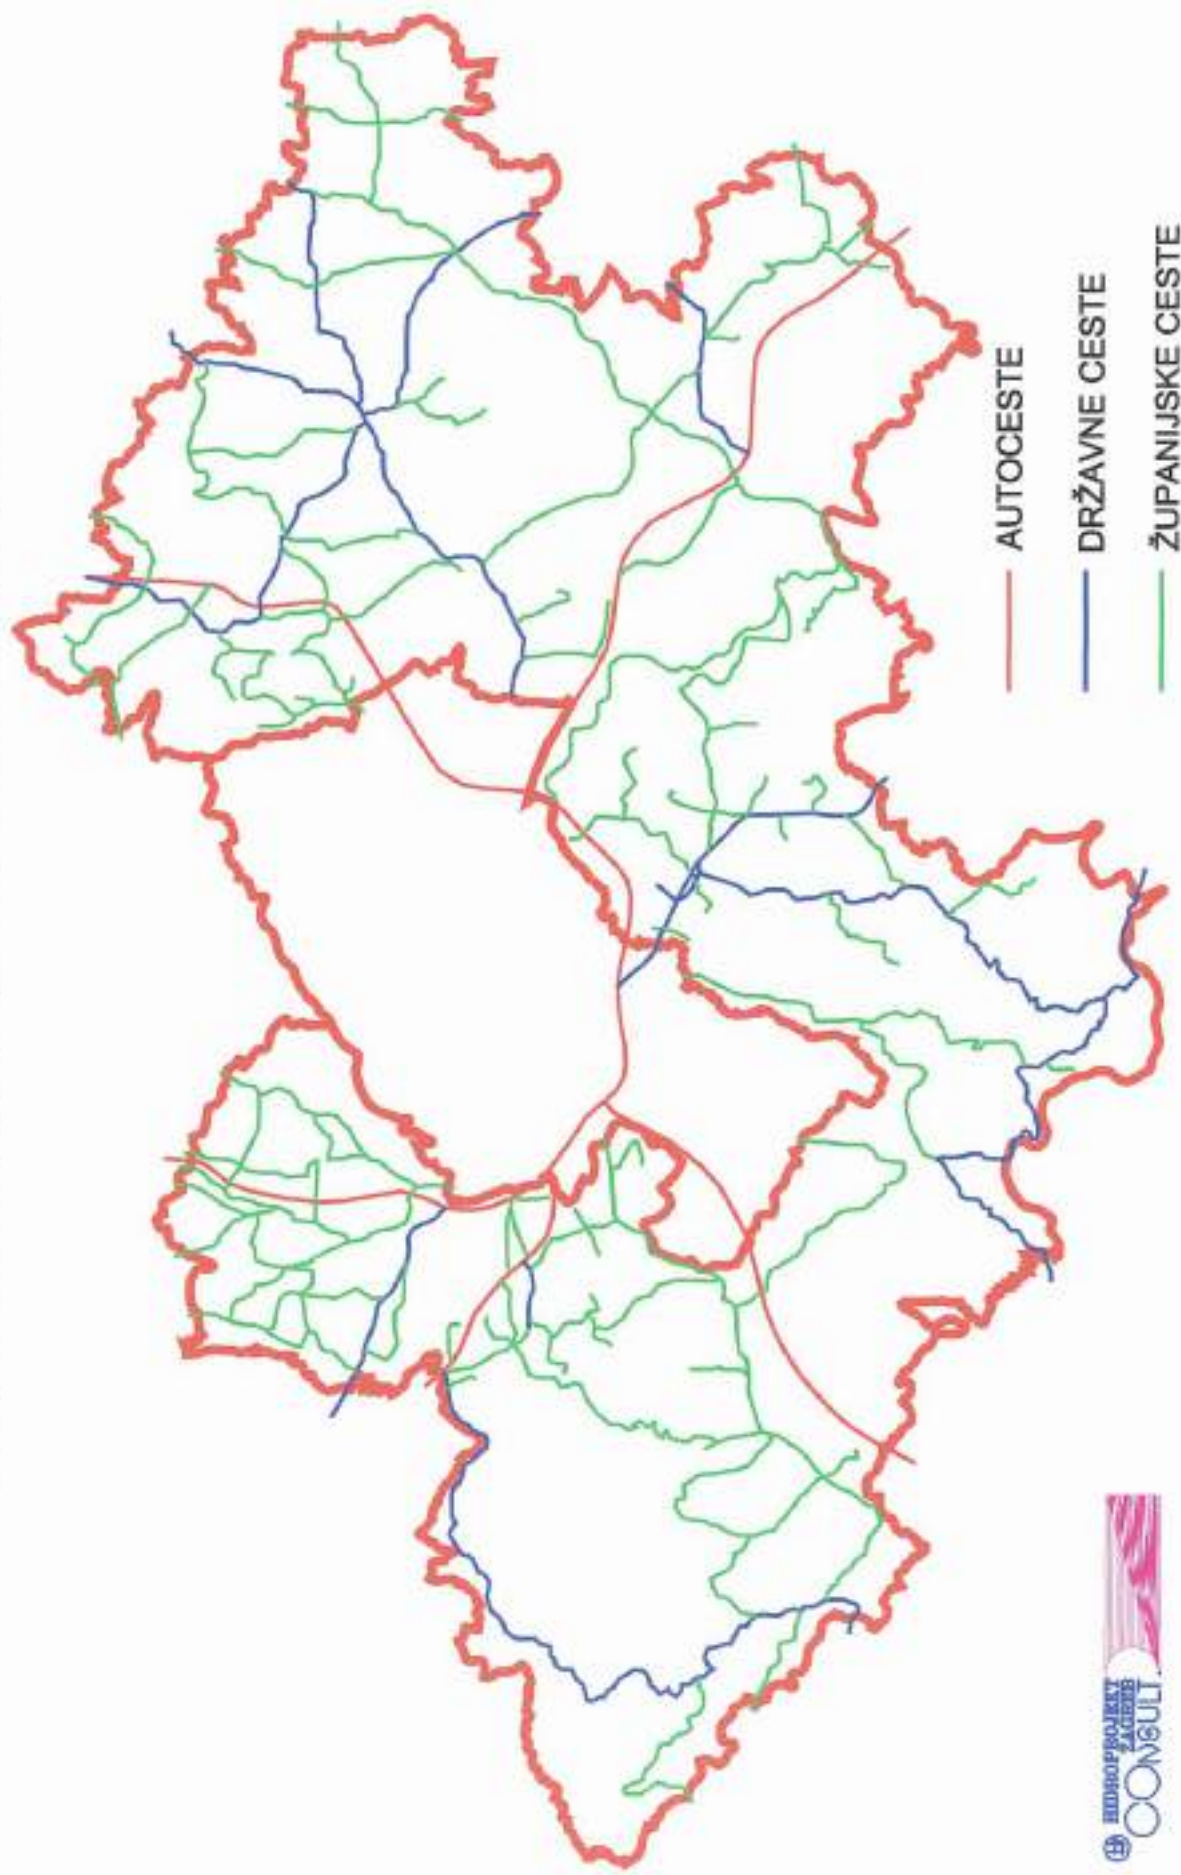 AUTOCESTE
DRŽAVNE CESTE
ŽUPANIJSKE CESTE
HIDROPROJEKT
ZAGREB
CONSULT